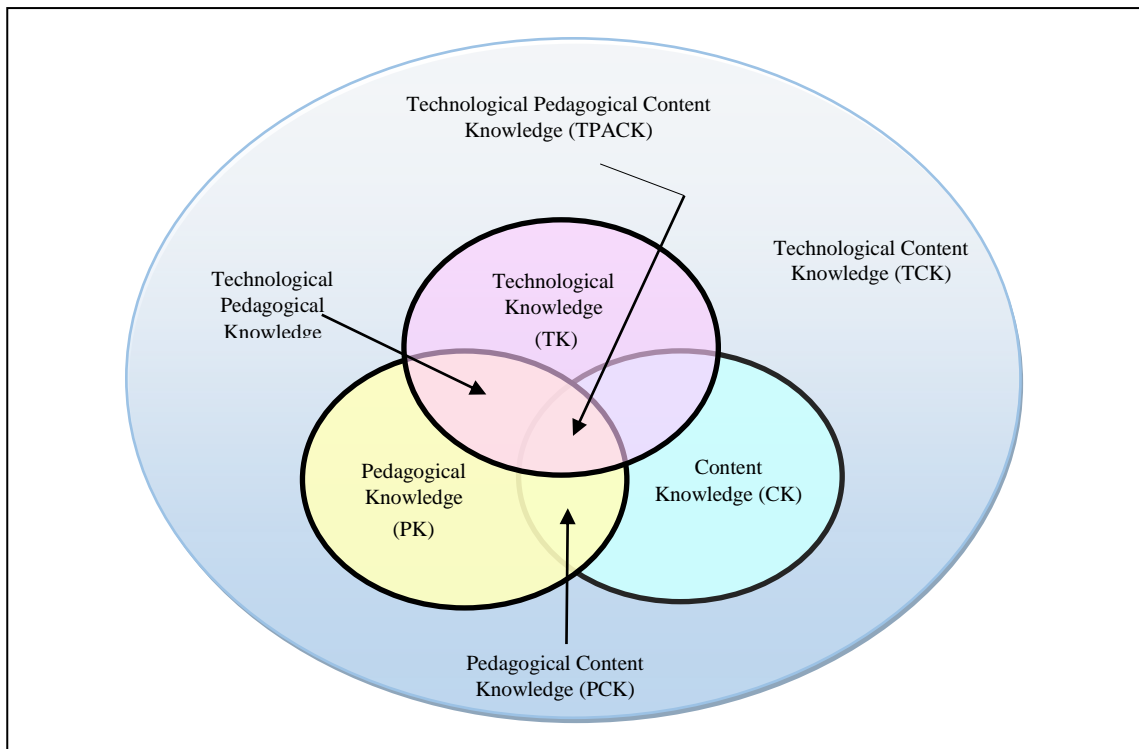 Technological Pedagogical Content
Knowledge (TPACK)
Technological Content
Knowledge (TCK)
Technological
Pedagogical
Knowledge
Technological
Knowledge
(TK)
Pedagogical
Knowledge
(PK)
Content
Knowledge (CK)
Pedagogical Content
Knowledge (PCK)